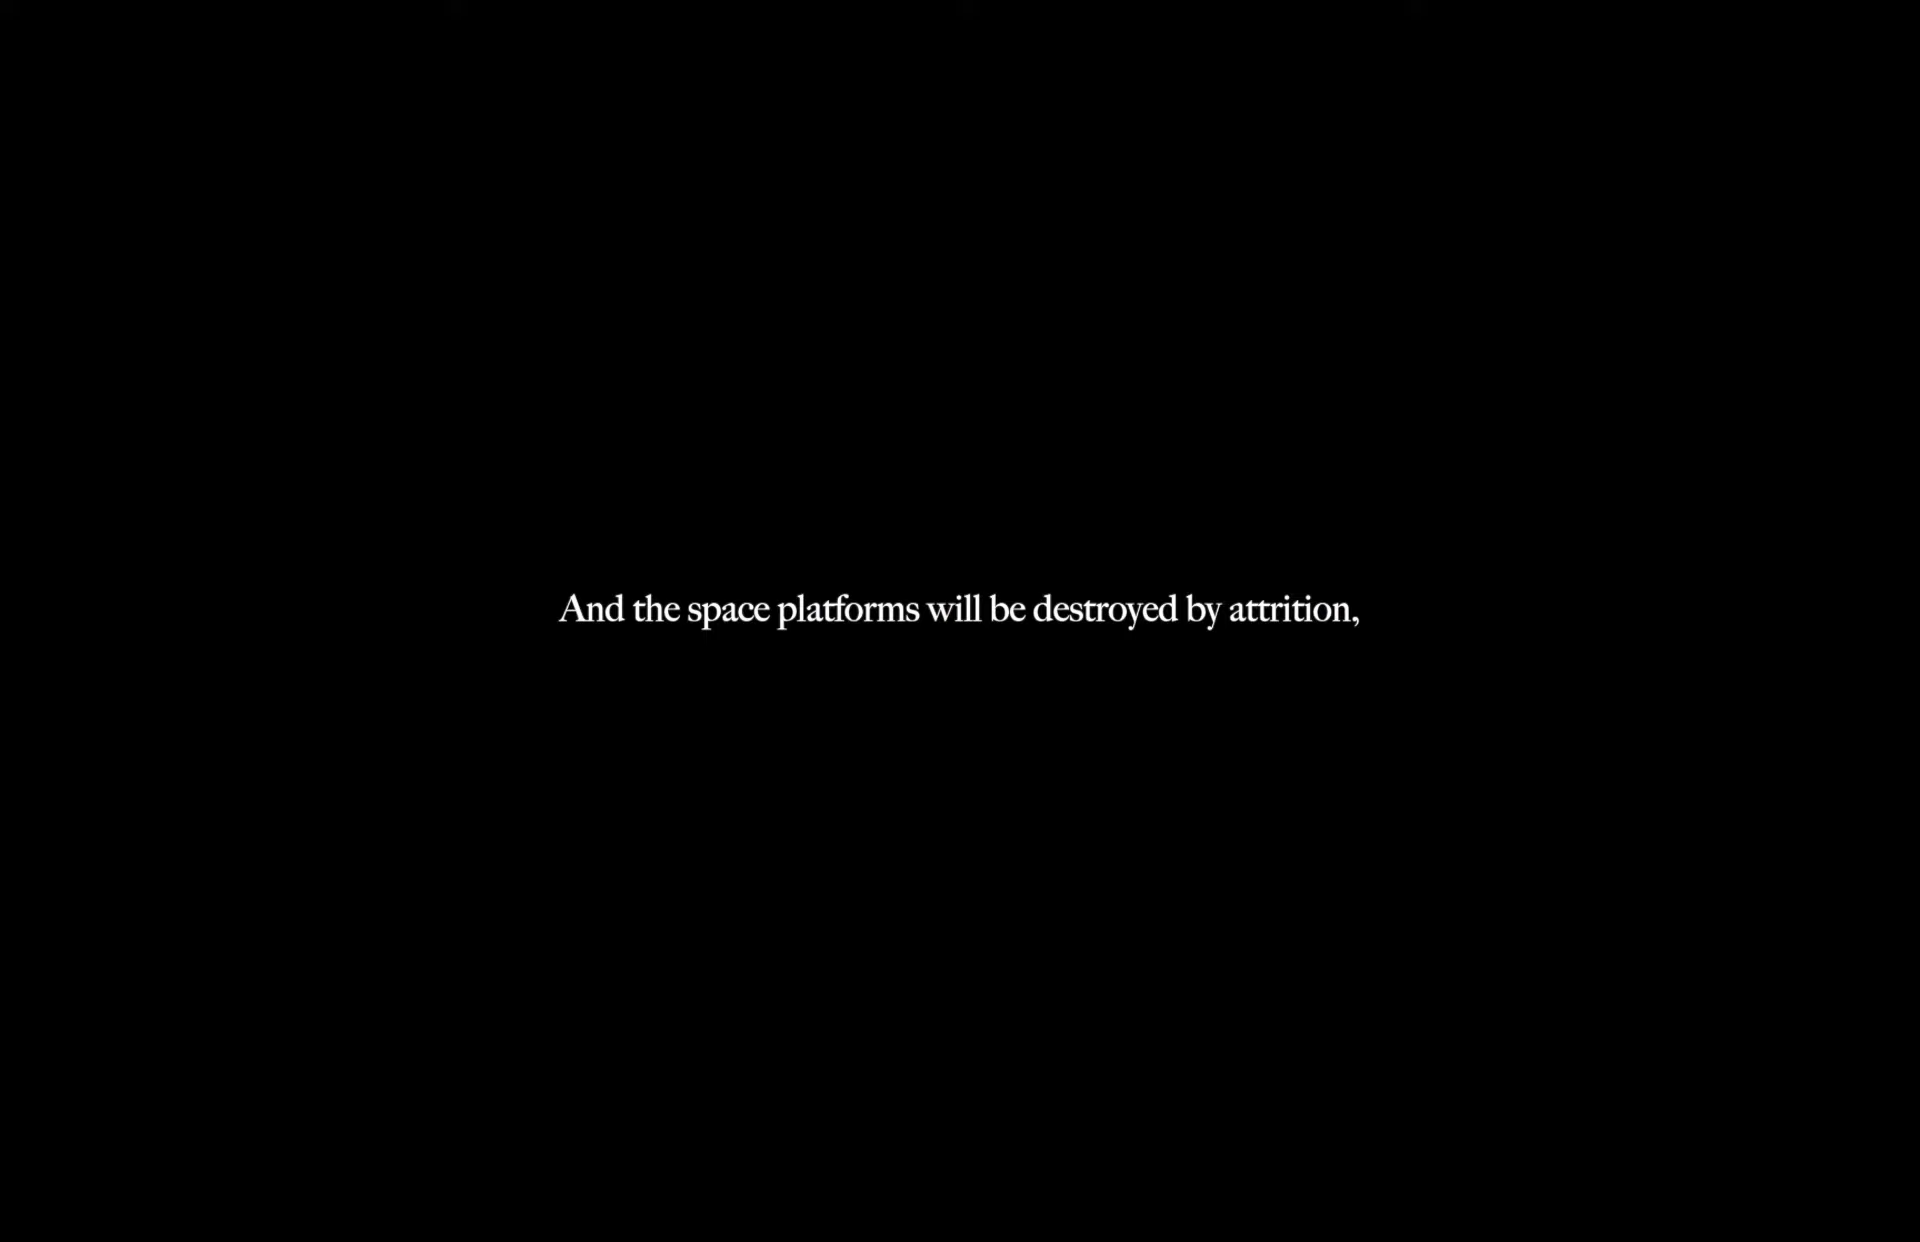 And the space platforms will be destroyed by attrition,